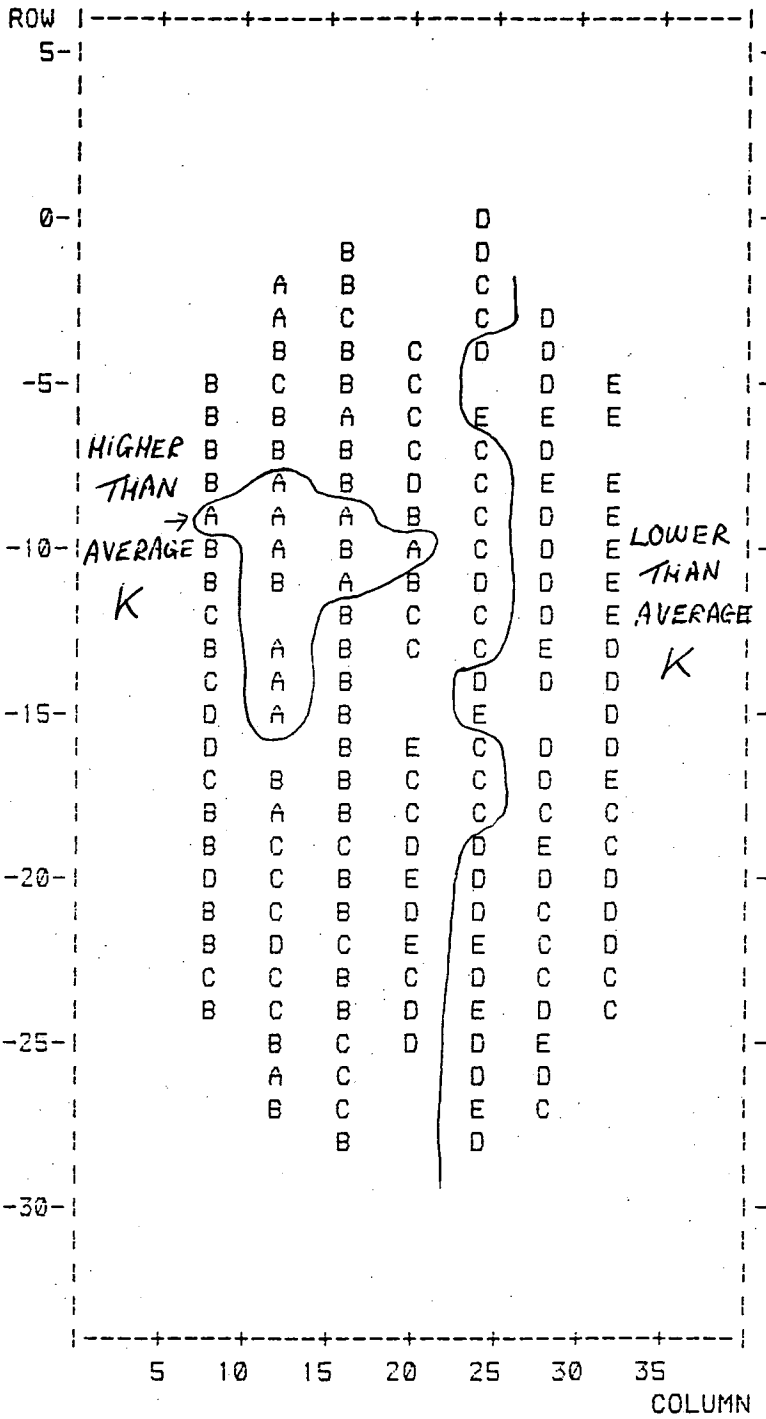 ROW |----+----+----+----+----+----+----+----|
5-| |-
0-| D |-
B D
A B C
A C C D
B B C D D
-5-| B C B C D E |-
B B A C E E E
HIGHER B B B C C D
THAN B A B D C E E
→ A A A B C D E
-10-| AVERAGE B A B A C D E LOWER |-
B B A B D D E THAN
K C B C C D E AVERAGE
B A B C C E D K
C A B D D D
-15-| D A B E D |-
D B E C D D
C B B C C D E
B A B C C C C
B C C D D E C
-20-| D C B E D D D |-
B C B D D C D
B D C E E C D
C C B C D C C
B C B D E D C
-25-| B C D D E |-
A C D D
B C E C
B D
-30-| |-
|----+----+----+----+----+----+----+----|
5 10 15 20 25 30 35
COLUMN